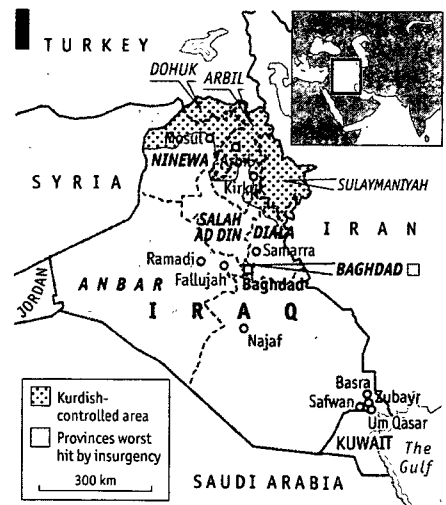 TURKEY
DOHUK
ARBIL
Mosul
NINEWA
Arbil
Kirkuk
SYRIA
SULAYMANIYAH
SALAH
AD DIN
DIALA
IRAN
Samarra
Ramadi
BAGHDAD
Fallujah
Baghdad
ANBAR
JORDAN
IRAQ
Najaf
Basra
Zubayr
Safwan
Um Qasar
KUWAIT
The
Gulf
Kurdish-
controlled area
Provinces worst
hit by insurgency
300 km
SAUDI ARABIA